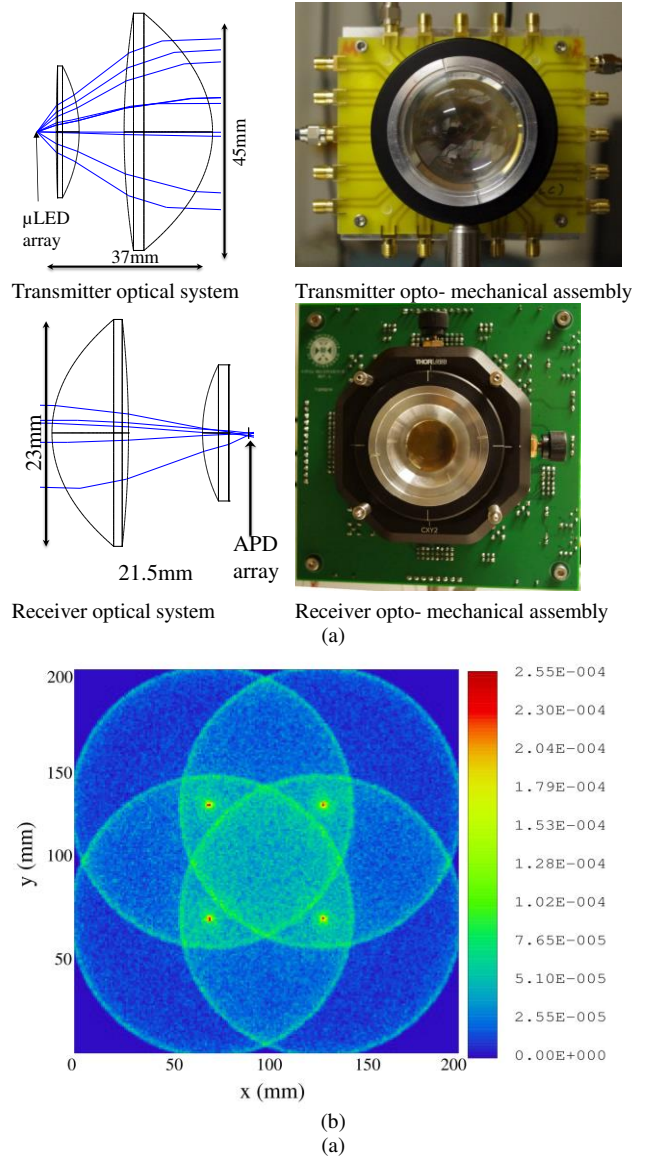 45mm
µLED
array
37mm
Transmitter optical system
Transmitter opto- mechanical assembly
23mm
APD
array
21.5mm
THORLABS
CXY2
Receiver optical system
Receiver opto- mechanical assembly
(a)
200
150
100
50
y (mm)
0
50
100
150
200
x (mm)
2.55E-004
2.30E-004
2.04E-004
1.79E-004
1.53E-004
1.28E-004
1.02E-004
7.65E-005
5.10E-005
2.55E-005
0.00E+000
(b)
(a)